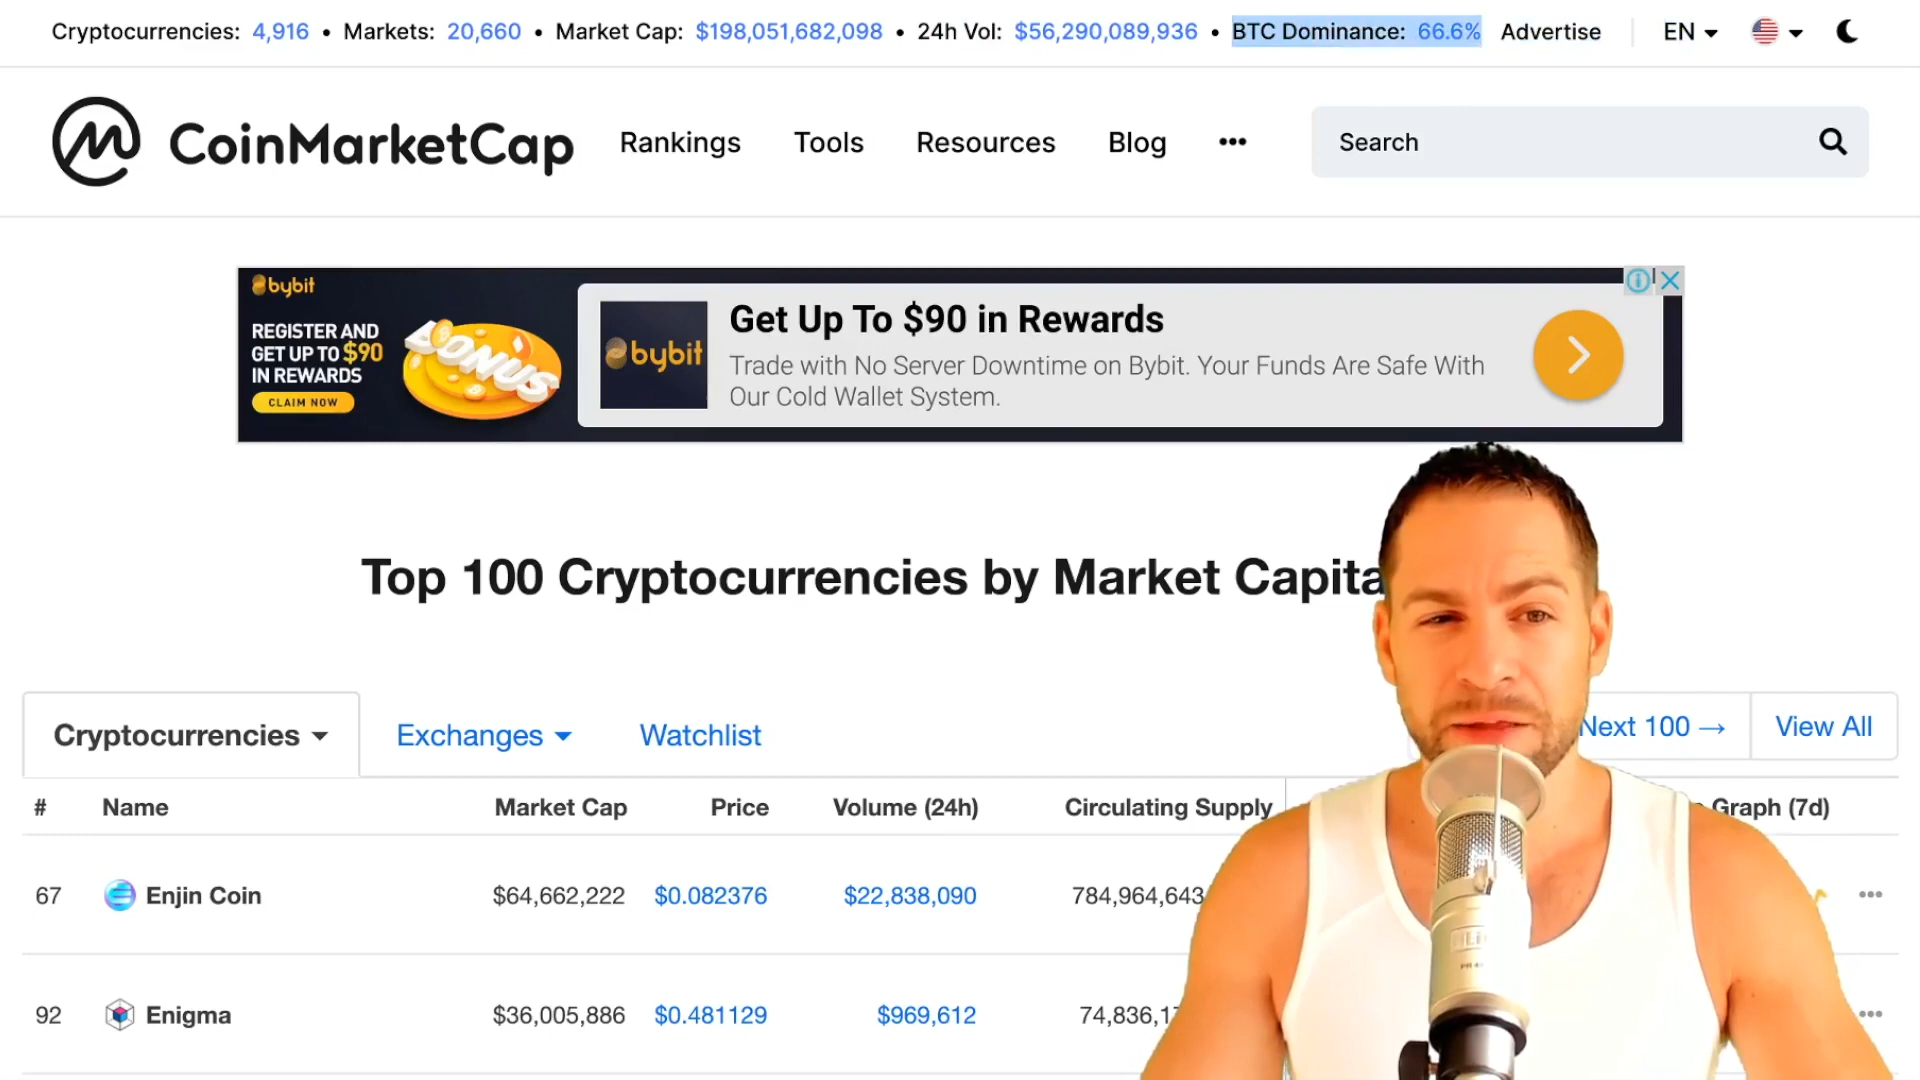 Cryptocurrencies: 4,916 • Markets: 20,660 • Market Cap: $198,051,682,098 • 24h Vol: $56,290,089,936 • BTC Dominance: 66.6% Advertise EN
CoinMarketCap Rankings Tools Resources Blog ••• Search
bybit
REGISTER AND
GET UP TO $90
IN REWARDS
CLAIM NOW
BONUS
bybit
Get Up To $90 in Rewards
Trade with No Server Downtime on Bybit. Your Funds Are Safe With
Our Cold Wallet System.
Top 100 Cryptocurrencies by Market Capita
Cryptocurrencies Exchanges Watchlist Next 100 → View All
# Name Market Cap Price Volume (24h) Circulating Supply Graph (7d)
67 Enjin Coin $64,662,222 $0.082376 $22,838,090 784,964,643
92 Enigma $36,005,886 $0.481129 $969,612 74,836,1